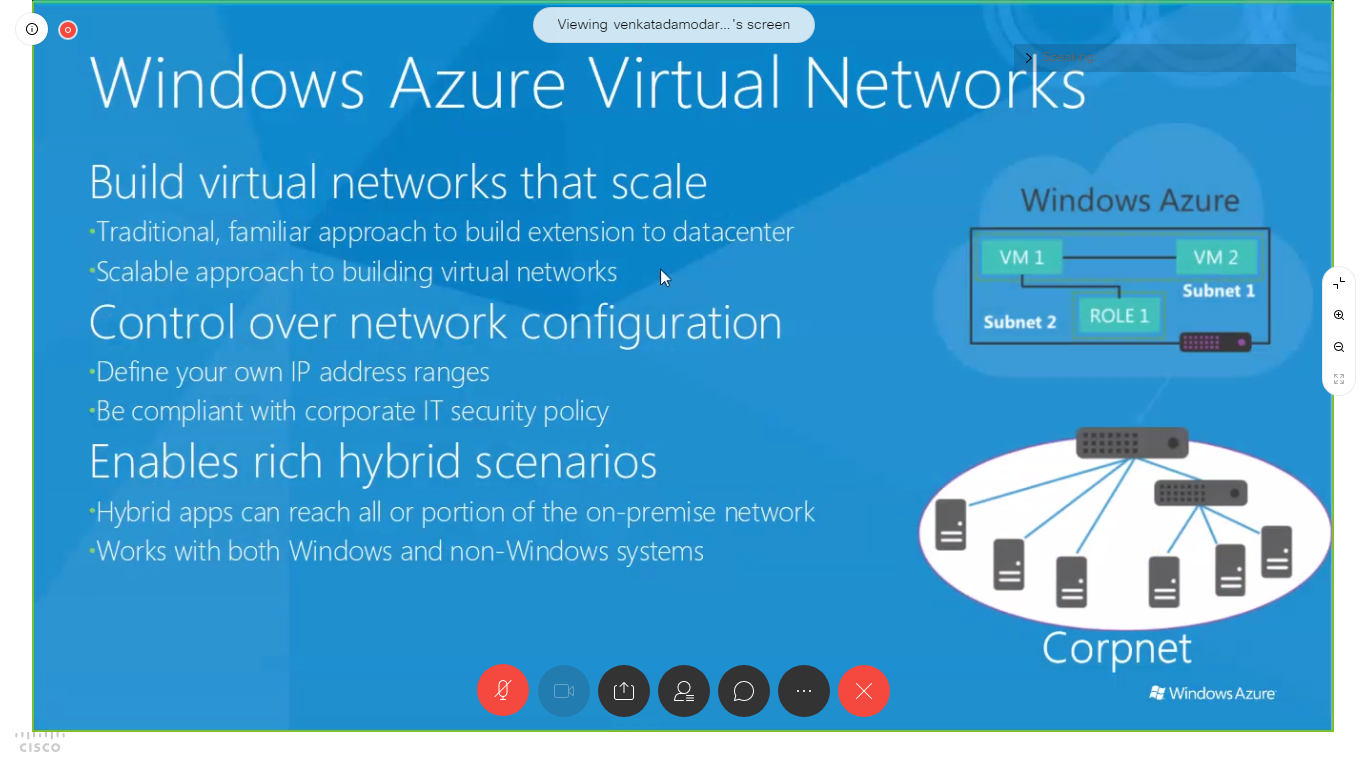 Viewing venkatadamodar...'s screen
Windows Azure Virtual Networks
Build virtual networks that scale
•Traditional, familiar approach to build extension to datacenter
•Scalable approach to building virtual networks
Control over network configuration
•Define your own IP address ranges
•Be compliant with corporate IT security policy
Enables rich hybrid scenarios
•Hybrid apps can reach all or portion of the on-premise network
•Works with both Windows and non-Windows systems
Windows Azure
VM 1
VM 2
Subnet 1
Subnet 2
ROLE 1
Corpnet
Windows Azure
CISCO